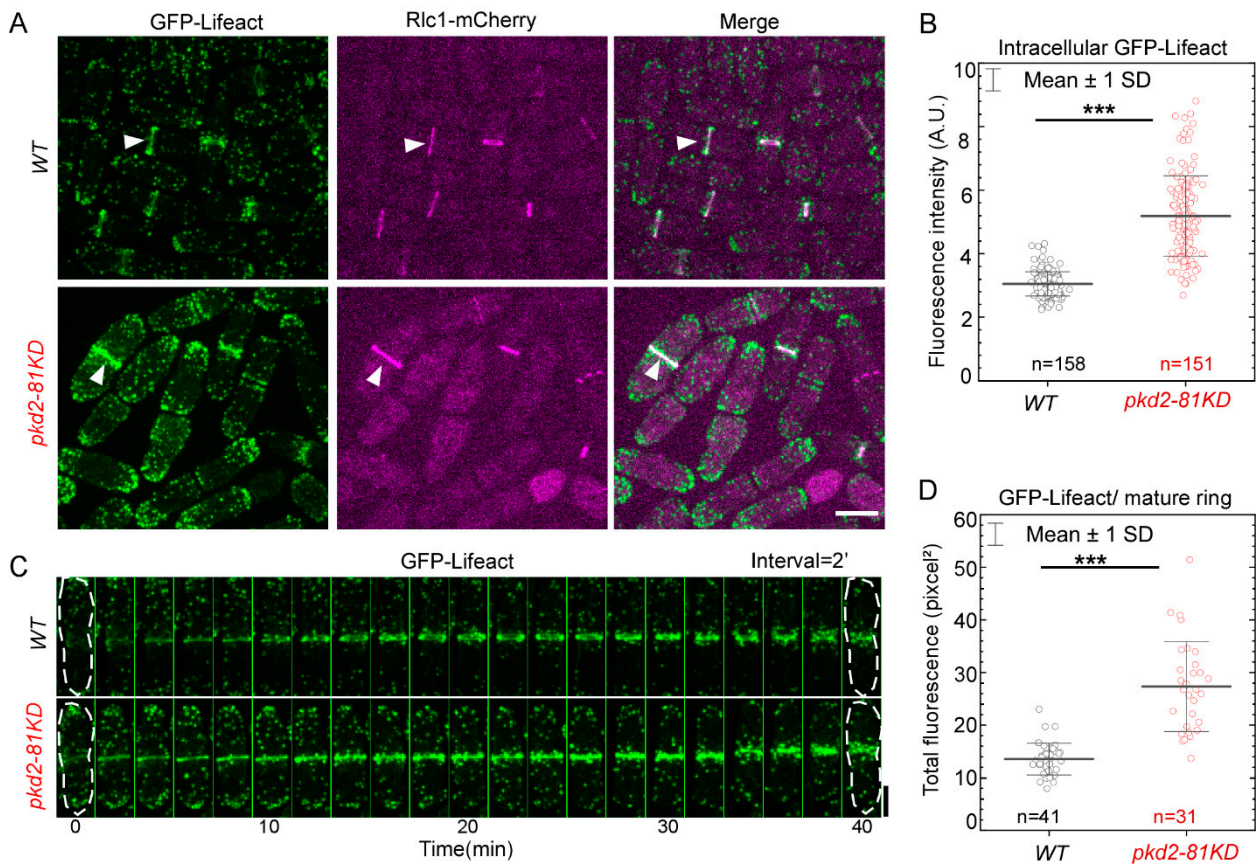 A
GFP-Lifeact
Rlc1-mCherry
Merge
WT
pkd2-81KD
B
Intracellular GFP-Lifeact
Mean ± 1 SD
***
Fluorescence intensity (A.U.)
10
8
6
4
2
0
n=158
n=151
WT
pkd2-81KD
C
GFP-Lifeact
Interval=2'
WT
pkd2-81KD
0
10
20
30
40
Time(min)
D
GFP-Lifeact/ mature ring
Mean ± 1 SD
***
Total fluorescence (pixcel²)
60
50
40
30
20
10
0
n=41
n=31
WT
pkd2-81KD